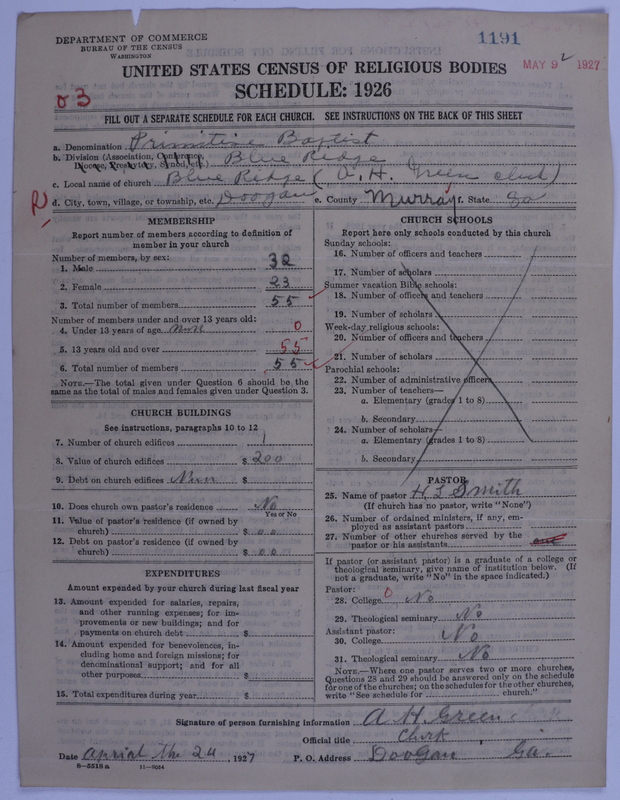 DEPARTMENT OF COMMERCE
BUREAU OF THE CENSUS
WASHINGTON
1191
MAY 9 2 1927
UNITED STATES CENSUS OF RELIGIOUS BODIES
SCHEDULE: 1926
03
FILL OUT A SEPARATE SCHEDULE FOR EACH CHURCH. SEE INSTRUCTIONS ON THE BACK OF THIS SHEET
a. Denomination Primitive Baptist
b. Division (Association, Conference, Blue Ridge
Diocese, Presbytery, Synod, etc.)
c. Local name of church Blue Ridge (A. H. Green clerk)
R d. City, town, village, or township, etc. Doogan e. County Murray f. State Ga
MEMBERSHIP
Report number of members according to definition of
member in your church
Number of members, by sex:
1. Male 32
2. Female 23
3. Total number of members 55
Number of members under and over 13 years old:
4. Under 13 years of age None 0
5. 13 years old and over 55
6. Total number of members 55
NOTE.—The total given under Question 6 should be the
same as the total of males and females given under Question 3.
CHURCH BUILDINGS
See instructions, paragraphs 10 to 12
7. Number of church edifices 1
8. Value of church edifices $ 200
9. Debt on church edifices Nun $
10. Does church own pastor's residence No
Yes or No
11. Value of pastor's residence (if owned by
church) $ 00
12. Debt on pastor's residence (if owned by
church) $ 00
EXPENDITURES
Amount expended by your church during last fiscal year
13. Amount expended for salaries, repairs,
and other running expenses; for im-
provements or new buildings; and for
payments on church debt $
14. Amount expended for benevolences, in-
cluding home and foreign missions; for
denominational support; and for all
other purposes $
15. Total expenditures during year $
CHURCH SCHOOLS
Report here only schools conducted by this church
Sunday schools:
16. Number of officers and teachers
17. Number of scholars
Summer vacation Bible schools:
18. Number of officers and teachers
19. Number of scholars
Week-day religious schools:
20. Number of officers and teachers
21. Number of scholars
Parochial schools:
22. Number of administrative officers
23. Number of teachers—
a. Elementary (grades 1 to 8)
b. Secondary
24. Number of scholars—
a. Elementary (grades 1 to 8)
b. Secondary
PASTOR
25. Name of pastor H L Smith
(If church has no pastor, write "None")
26. Number of ordained ministers, if any, em-
ployed as assistant pastors
27. Number of other churches served by the
pastor or his assistants one
If pastor (or assistant pastor) is a graduate of a college or
theological seminary, give name of institution below. (If
not a graduate, write "No" in the space indicated.)
Pastor:
28. College 0 No
29. Theological seminary No
Assistant pastor:
30. College No
31. Theological seminary No
NOTE.—Where one pastor serves two or more churches,
Questions 28 and 29 should be answered only on the schedule
for one of the churches; on the schedules for the other churches,
write "See schedule for church."
Signature of person furnishing information A H Green
Official title Clerk
Date aprial the 24, 1927 P. O. Address Doogan Ga.
8—5518a 11—9054